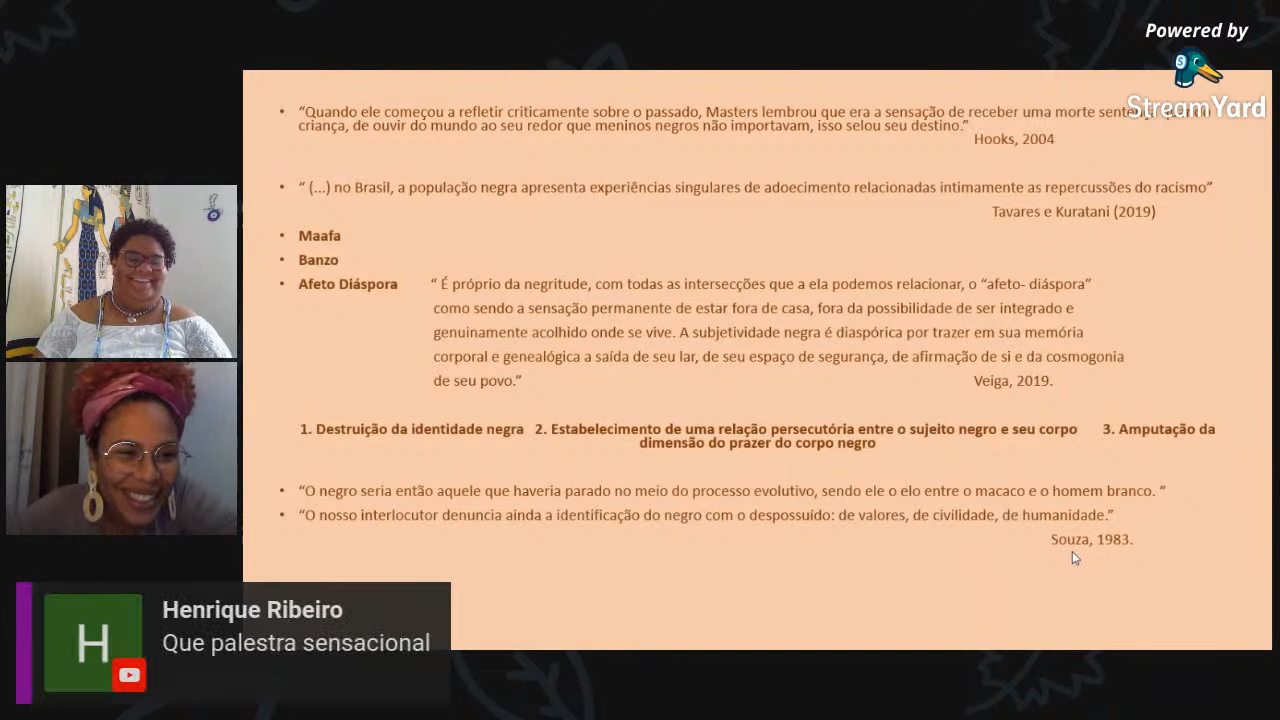 Powered by
StreamYard
• “Quando ele começou a refletir criticamente sobre o passado, Masters lembrou que era a sensação de receber uma morte
criança, de ouvir do mundo ao seu redor que meninos negros não importavam, isso selou seu destino.”
Hooks, 2004
• “ (...) no Brasil, a população negra apresenta experiências singulares de adoecimento relacionadas intimamente as repercussões do racismo”
Tavares e Kuratani (2019)
• Maafa
• Banzo
• Afeto Diáspora “ É próprio da negritude, com todas as intersecções que a ela podemos relacionar, o “afeto- diáspora”
como sendo a sensação permanente de estar fora de casa, fora da possibilidade de ser integrado e
genuinamente acolhido onde se vive. A subjetividade negra é diaspórica por trazer em sua memória
corporal e genealógica a saída de seu lar, de seu espaço de segurança, de afirmação de si e da cosmogonia
de seu povo.” Veiga, 2019.
1. Destruição da identidade negra 2. Estabelecimento de uma relação persecutória entre o sujeito negro e seu corpo 3. Amputação da
dimensão do prazer do corpo negro
• “O negro seria então aquele que haveria parado no meio do processo evolutivo, sendo ele o elo entre o macaco e o homem branco. “
• “O nosso interlocutor denuncia ainda a identificação do negro com o despossuído: de valores, de civilidade, de humanidade.”
Souza, 1983.
H
Henrique Ribeiro
Que palestra sensacional